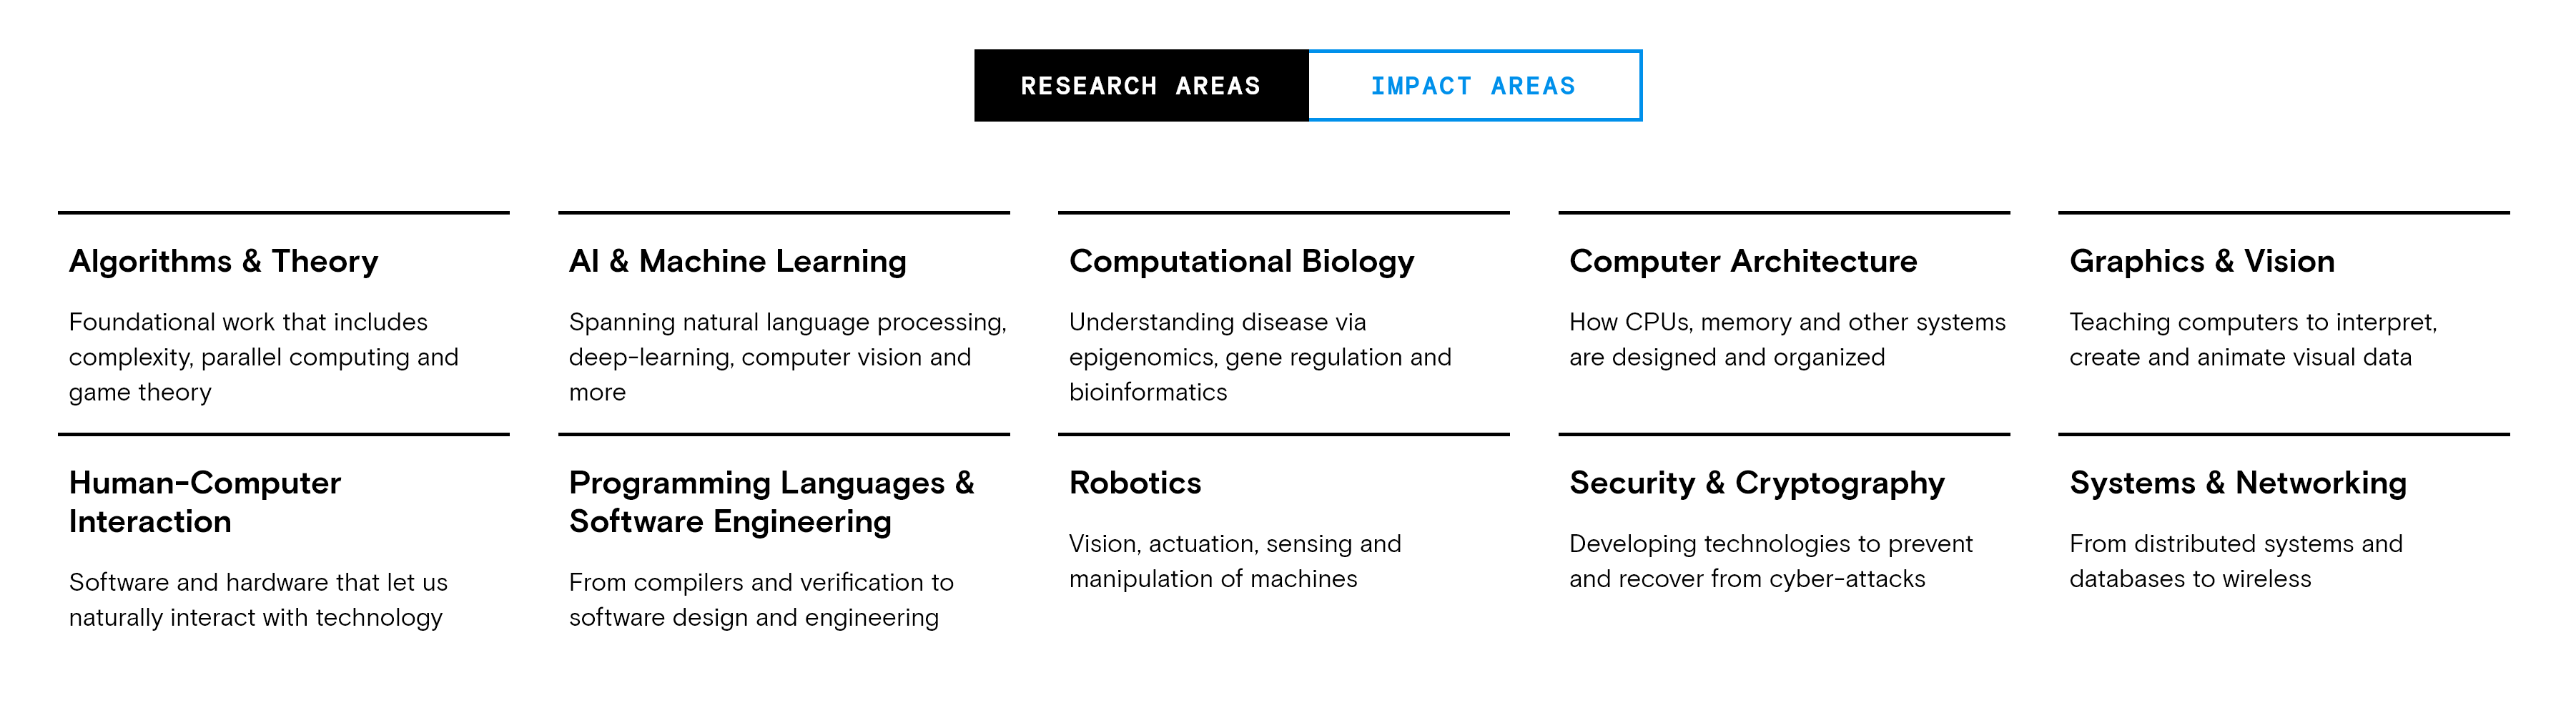 RESEARCH AREAS
IMPACT AREAS
Algorithms & Theory
Foundational work that includes
complexity, parallel computing and
game theory
AI & Machine Learning
Spanning natural language processing,
deep-learning, computer vision and
more
Computational Biology
Understanding disease via
epigenomics, gene regulation and
bioinformatics
Computer Architecture
How CPUs, memory and other systems
are designed and organized
Graphics & Vision
Teaching computers to interpret,
create and animate visual data
Human-Computer
Interaction
Software and hardware that let us
naturally interact with technology
Programming Languages &
Software Engineering
From compilers and verification to
software design and engineering
Robotics
Vision, actuation, sensing and
manipulation of machines
Security & Cryptography
Developing technologies to prevent
and recover from cyber-attacks
Systems & Networking
From distributed systems and
databases to wireless